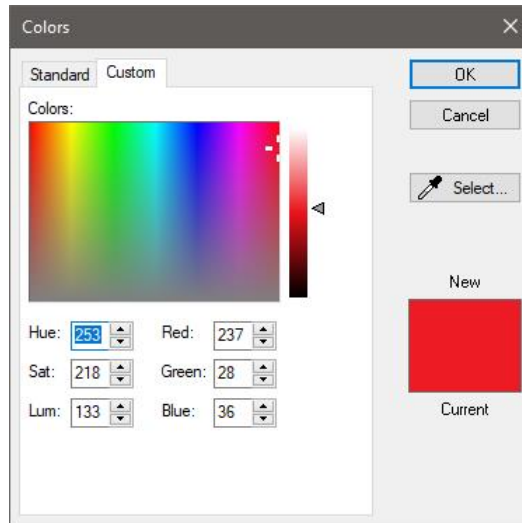 Colors
Standard Custom
Colors:
OK
Cancel
Select...
Hue: 253 Red: 237
Sat: 218 Green: 28
Lum: 133 Blue: 36
New
Current